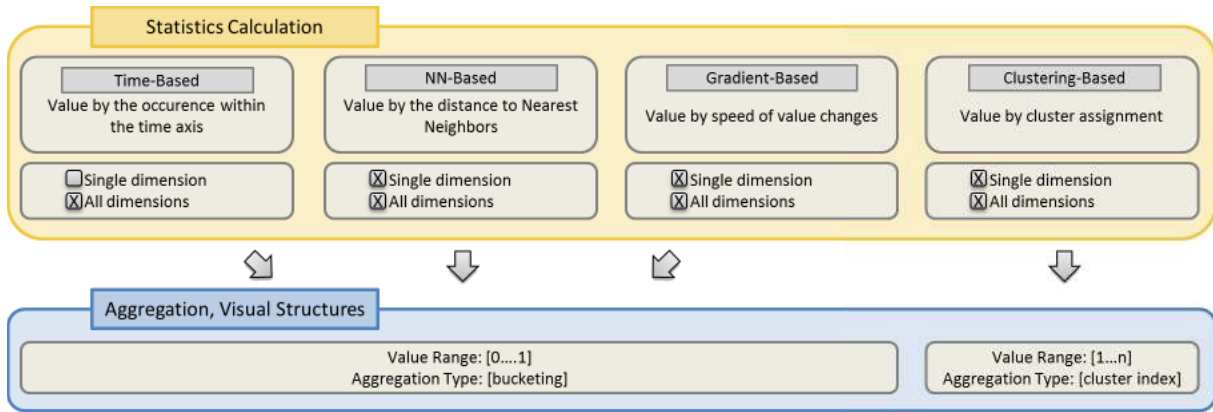 Statistics Calculation
Time-Based
Value by the occurence within
the time axis
☐Single dimension
☒All dimensions
NN-Based
Value by the distance to Nearest
Neighbors
☒Single dimension
☒All dimensions
Gradient-Based
Value by speed of value changes
☒Single dimension
☒All dimensions
Clustering-Based
Value by cluster assignment
☒Single dimension
☒All dimensions
Aggregation, Visual Structures
Value Range: [0....1]
Aggregation Type: [bucketing]
Value Range: [1...n]
Aggregation Type: [cluster index]